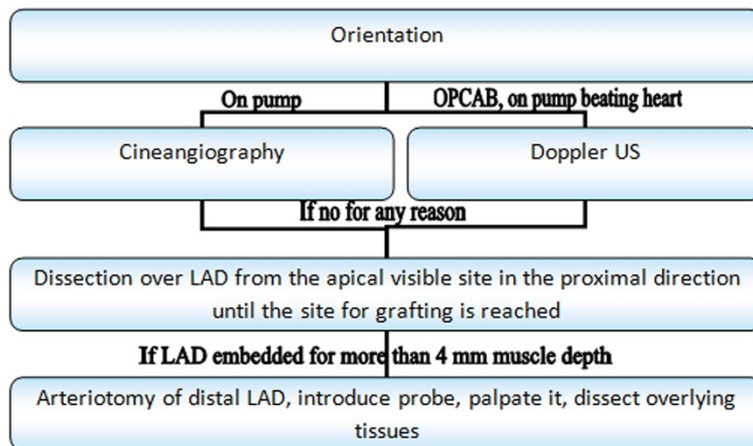 Orientation
On pump
OPCAB, on pump beating heart
Cineangiography
Doppler US
If no for any reason
Dissection over LAD from the apical visible site in the proximal direction
until the site for grafting is reached
If LAD embedded for more than 4 mm muscle depth
Arteriotomy of distal LAD, introduce probe, palpate it, dissect overlying
tissues